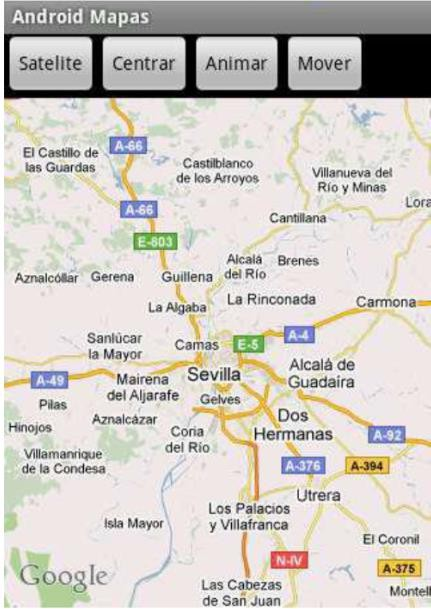 Android Mapas
Satelite
Centrar
Animar
Mover
A-66
El Castillo de
las Guardas
Castilblanco
de los Arroyos
Villanueva del
Río y Minas
Lora
A-66
Cantillana
E-803
Alcalá
del Río
Brenes
Aznalcóllar
Gerena
Guillena
La Rinconada
Carmona
La Algaba
Sanlúcar
la Mayor
Camas
E-5
A-4
Sevilla
Alcalá de
Guadaíra
A-49
Mairena
del Aljarafe
Pilas
Gelves
Hinojos
Aznalcázar
Dos
Hermanas
Coria
del Río
A-92
Villamanrique
de la Condesa
A-376
A-394
Utrera
Los Palacios
y Villafranca
Isla Mayor
El Coronil
N-IV
A-375
Google
Las Cabezas
de San Juan
Montell